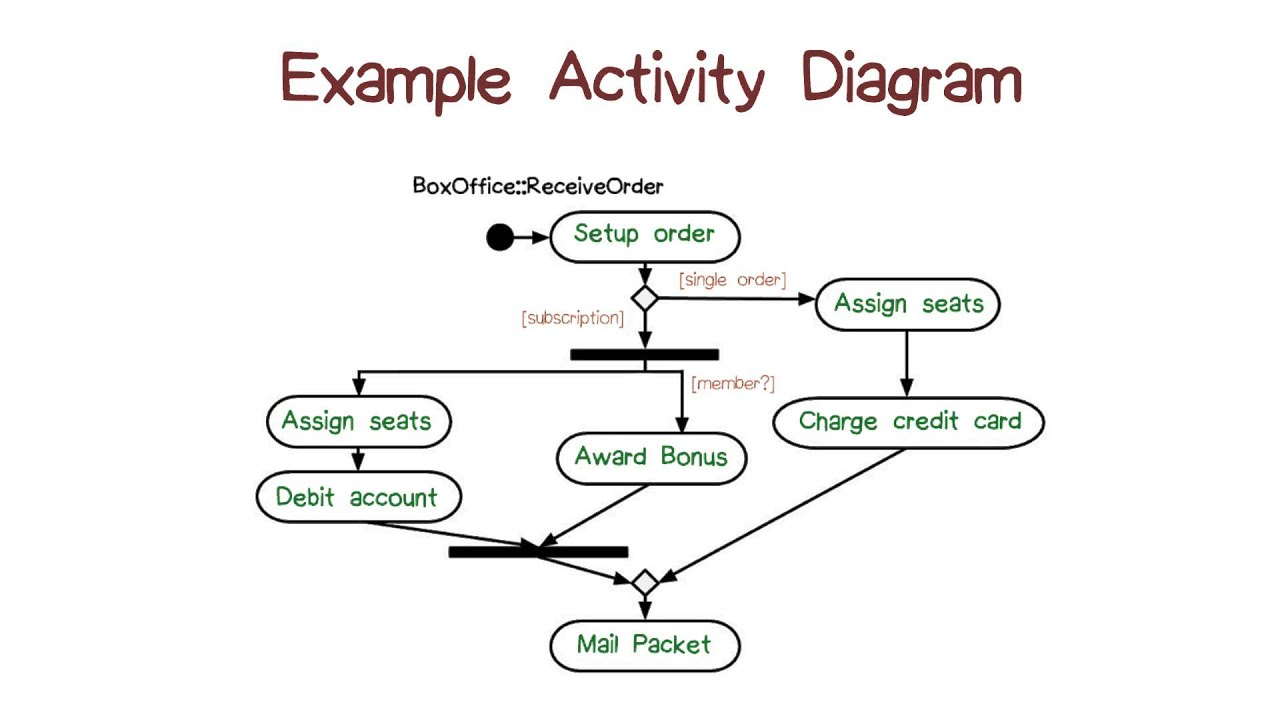 Example Activity Diagram
BoxOffice::ReceiveOrder
Setup order
[single order]
Assign seats
[subscription]
[member?]
Assign seats
Charge credit card
Award Bonus
Debit account
Mail Packet